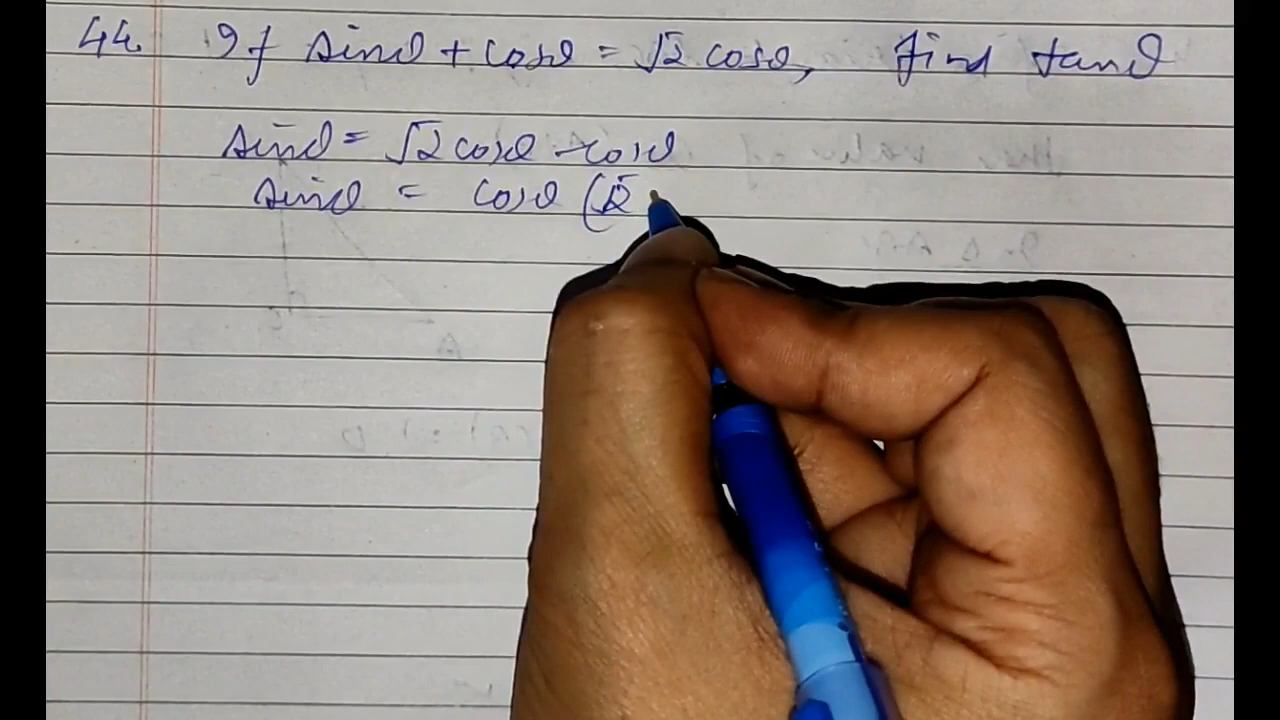 44. If sinθ + cosθ = √2 cosθ, find tanθ
sinθ = √2 cosθ - cosθ
sinθ = cosθ (√2